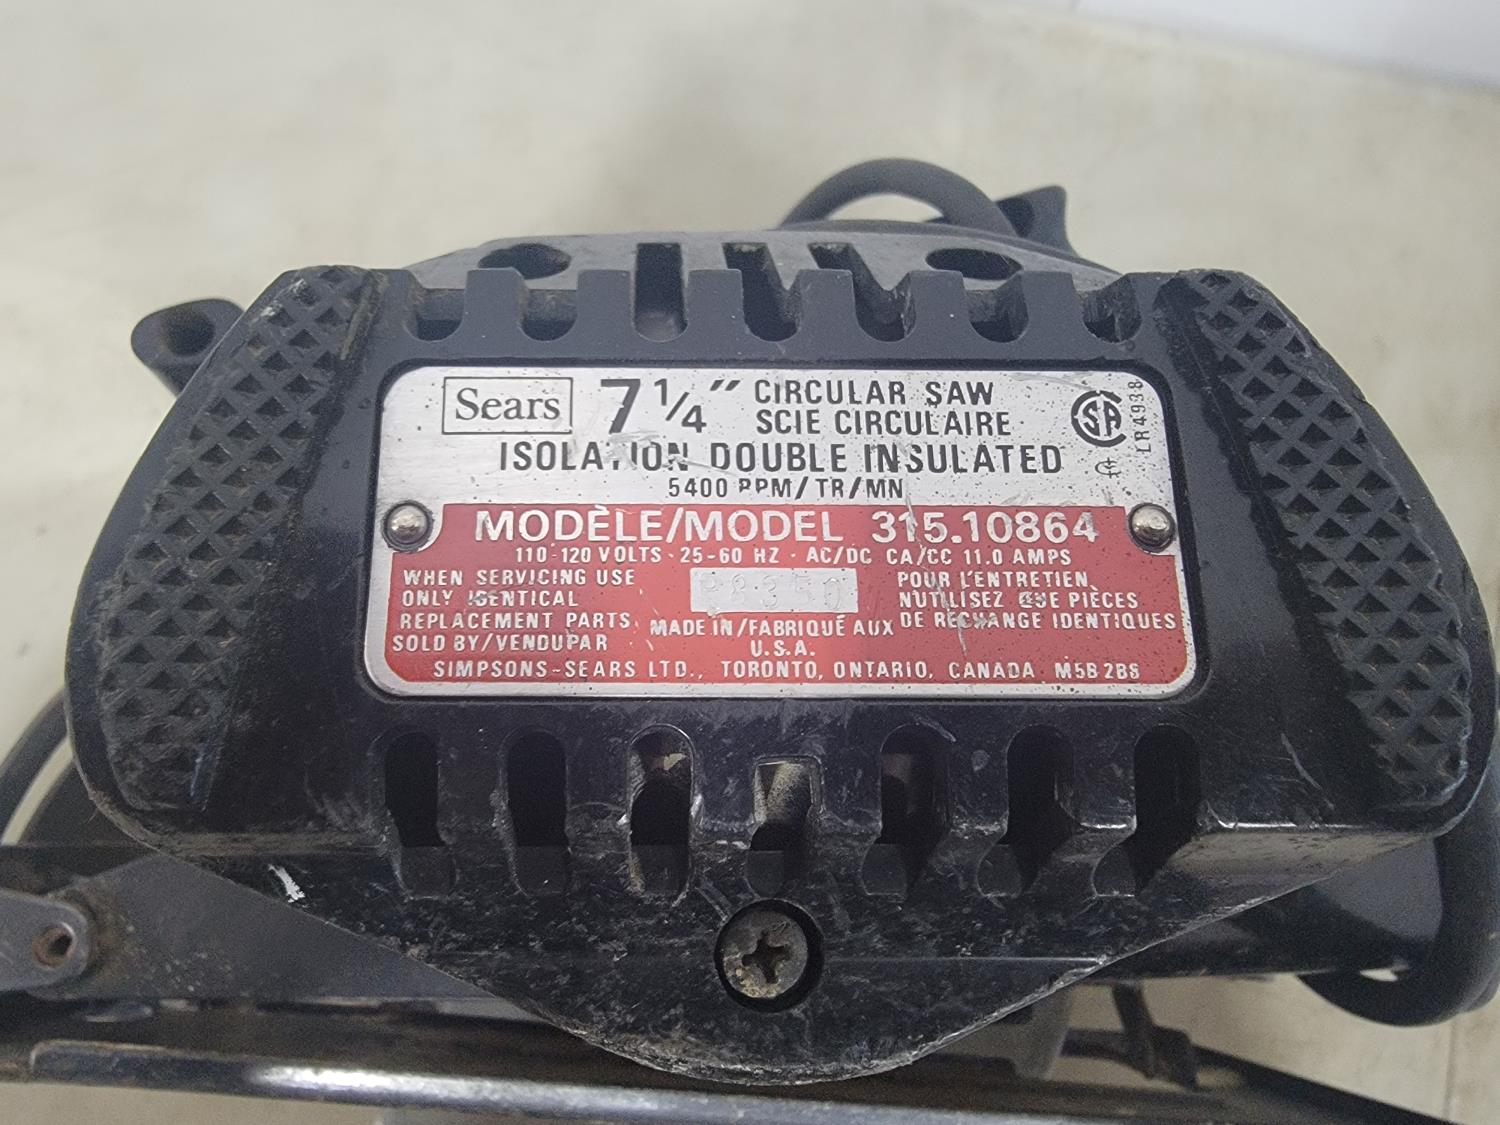 Sears 7 1/4" CIRCULAR SAW
SCIE CIRCULAIRE
CSA
LR4938
ISOLATION DOUBLE INSULATED
5400 RPM/TR/MN
MODÈLE/MODEL 315.10864
110-120 VOLTS · 25-60 HZ · AC/DC CA/CC 11.0 AMPS
WHEN SERVICING USE
ONLY IDENTICAL
REPLACEMENT PARTS
POUR L'ENTRETIEN,
N'UTILISEZ QUE PIÈCES
DE RECHANGE IDENTIQUES
MADE IN/FABRIQUÉ AUX
U.S.A.
SOLD BY/VENDU PAR
SIMPSONS-SEARS LTD., TORONTO, ONTARIO, CANADA M5B 2B8